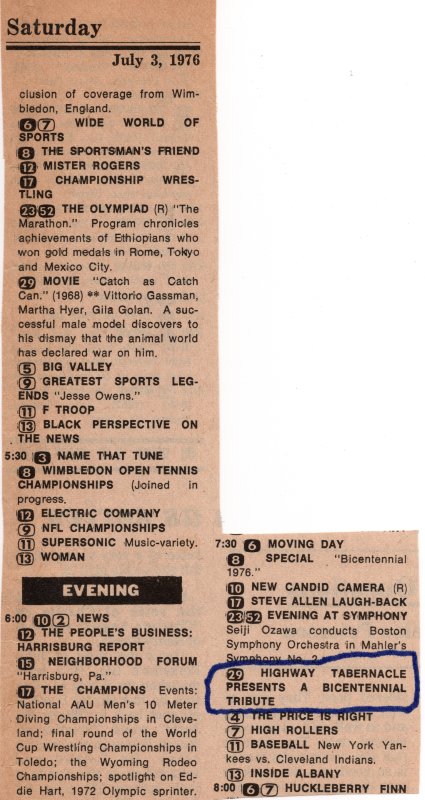 Saturday
July 3, 1976
clusion of coverage from Wim-
bledon, England.
6 7 WIDE WORLD OF
SPORTS
8 THE SPORTSMAN'S FRIEND
12 MISTER ROGERS
17 CHAMPIONSHIP WRES-
TLING
23 52 THE OLYMPIAD (R) "The
Marathon." Program chronicles
achievements of Ethiopians who
won gold medals in Rome, Tokyo
and Mexico City.
29 MOVIE "Catch as Catch
Can." (1968) ** Vittorio Gassman,
Martha Hyer, Gila Golan. A suc-
cessful male model discovers to
his dismay that the animal world
has declared war on him.
5 BIG VALLEY
9 GREATEST SPORTS LEG-
ENDS "Jesse Owens."
11 F TROOP
13 BLACK PERSPECTIVE ON
THE NEWS
5:30 3 NAME THAT TUNE
8 WIMBLEDON OPEN TENNIS
CHAMPIONSHIPS (Joined in
progress.
12 ELECTRIC COMPANY
9 NFL CHAMPIONSHIPS
11 SUPERSONIC Music-variety.
13 WOMAN
EVENING
6:00 10 2 NEWS
12 THE PEOPLE'S BUSINESS:
HARRISBURG REPORT
15 NEIGHBORHOOD FORUM
"Harrisburg, Pa."
17 THE CHAMPIONS Events:
National AAU Men's 10 Meter
Diving Championships in Cleve-
land; final round of the World
Cup Wrestling Championships in
Toledo; the Wyoming Rodeo
Championships; spotlight on Ed-
die Hart, 1972 Olympic sprinter.
7:30 6 MOVING DAY
8 SPECIAL "Bicentennial
1976."
10 NEW CANDID CAMERA (R)
17 STEVE ALLEN LAUGH-BACK
23 52 EVENING AT SYMPHONY
Seiji Ozawa conducts Boston
Symphony Orchestra in Mahler's
Symphony No. 2
29 HIGHWAY TABERNACLE
PRESENTS A BICENTENNIAL
TRIBUTE
4 THE PRICE IS RIGHT
7 HIGH ROLLERS
11 BASEBALL New York Yan-
kees vs. Cleveland Indians.
13 INSIDE ALBANY
8:00 6 7 HUCKLEBERRY FINN